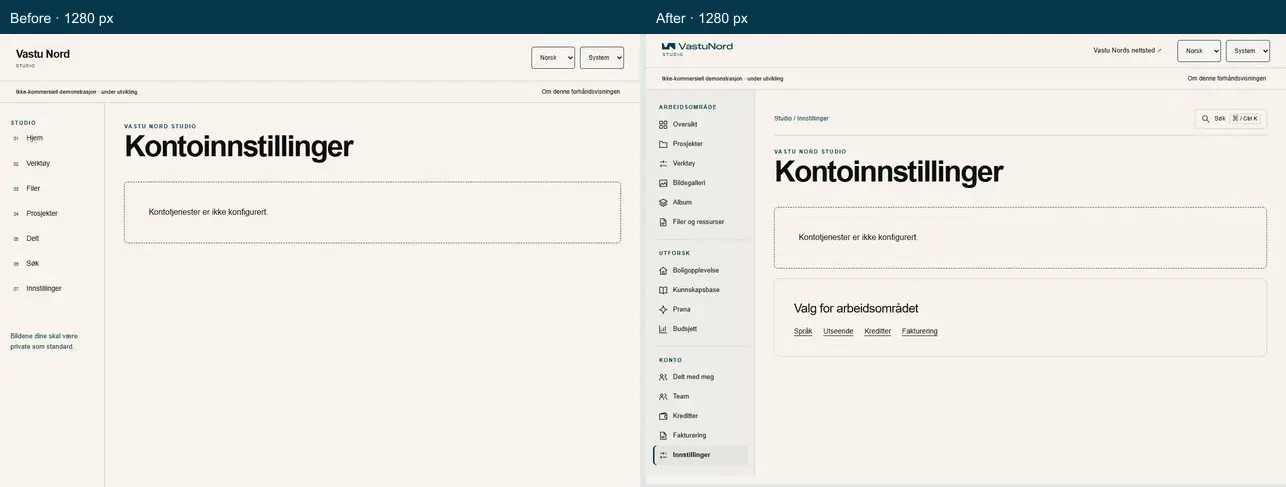 Before · 1280 px
Vastu Nord
STUDIO
Norsk
System
Ikke-kommersiell demonstrasjon · under utvikling
Om denne forhåndsvisningen
STUDIO
01 Hjem
02 Verktøy
03 Filer
04 Prosjekter
05 Delt
06 Søk
07 Innstillinger
Bildene dine skal være
private som standard.
VASTU NORD STUDIO
Kontoinnstillinger
Kontotjenester er ikke konfigurert.
After · 1280 px
VastuNord
STUDIO
Vastu Nords nettsted ↗
Norsk
System
Ikke-kommersiell demonstrasjon · under utvikling
Om denne forhåndsvisningen
ARBEIDSOMRÅDE
Oversikt
Prosjekter
Verktøy
Bildegalleri
Album
Filer og ressurser
UTFORSK
Boligopplevelse
Kunnskapsbase
Prana
Budsjett
KONTO
Delt med meg
Team
Kreditter
Fakturering
Innstillinger
Studio / Innstillinger
Søk ⌘ / Ctrl K
VASTU NORD STUDIO
Kontoinnstillinger
Kontotjenester er ikke konfigurert.
Valg for arbeidsområdet
Språk Utseende Kreditter Fakturering